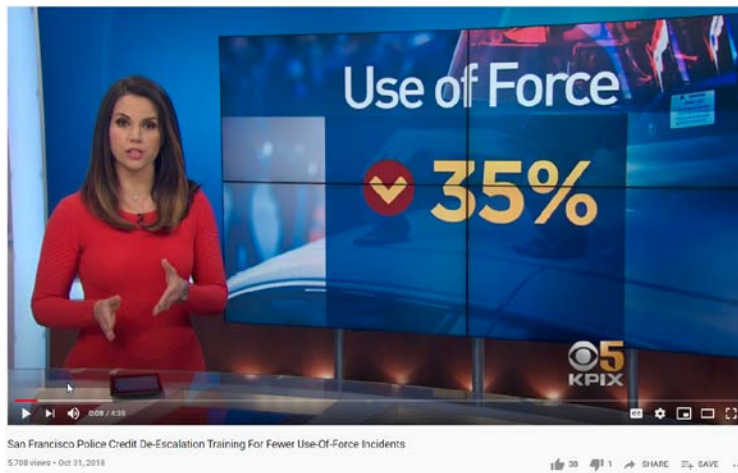 Use of Force
35%
5
KPIX
0:08 / 4:38
San Francisco Police Credit De-Escalation Training For Fewer Use-Of-Force Incidents
5,708 views • Oct 31, 2018
38
1
SHARE
SAVE